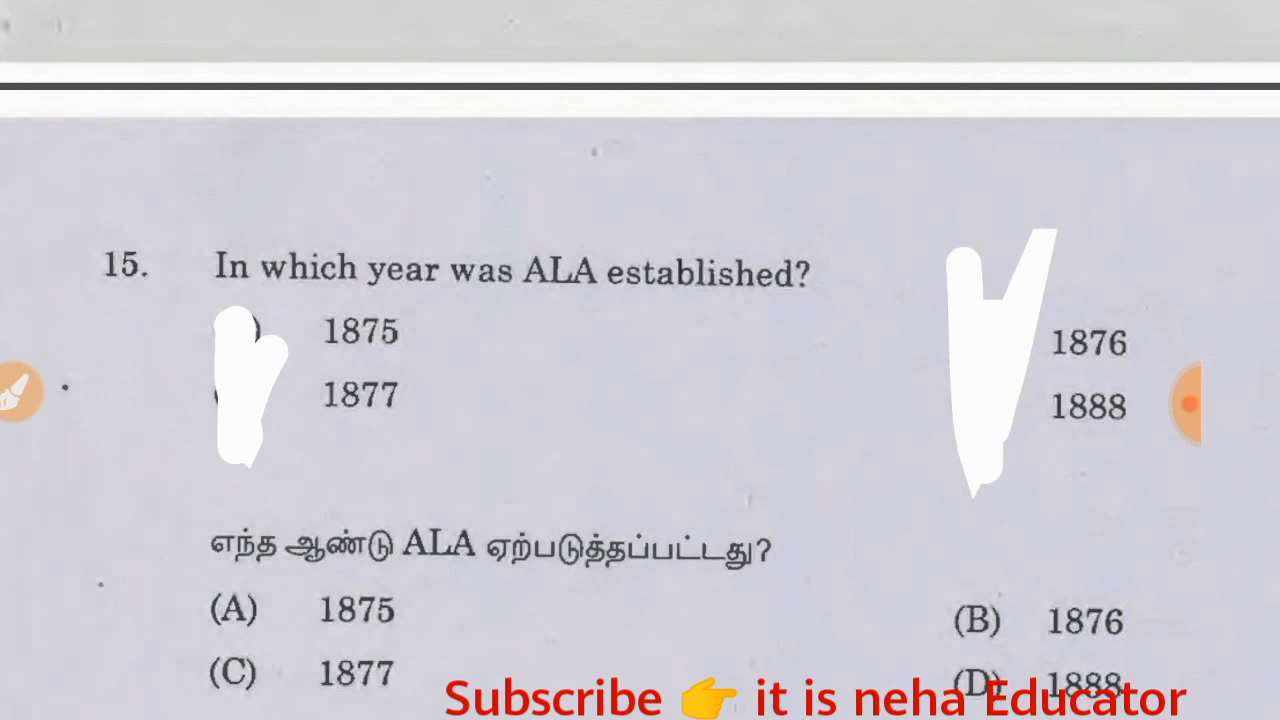 15. In which year was ALA established?
1875 1876
1877 1888
எந்த ஆண்டு ALA ஏற்படுத்தப்பட்டது?
(A) 1875 (B) 1876
(C) 1877 (D) 1888
Subscribe 👉 it is neha Educator